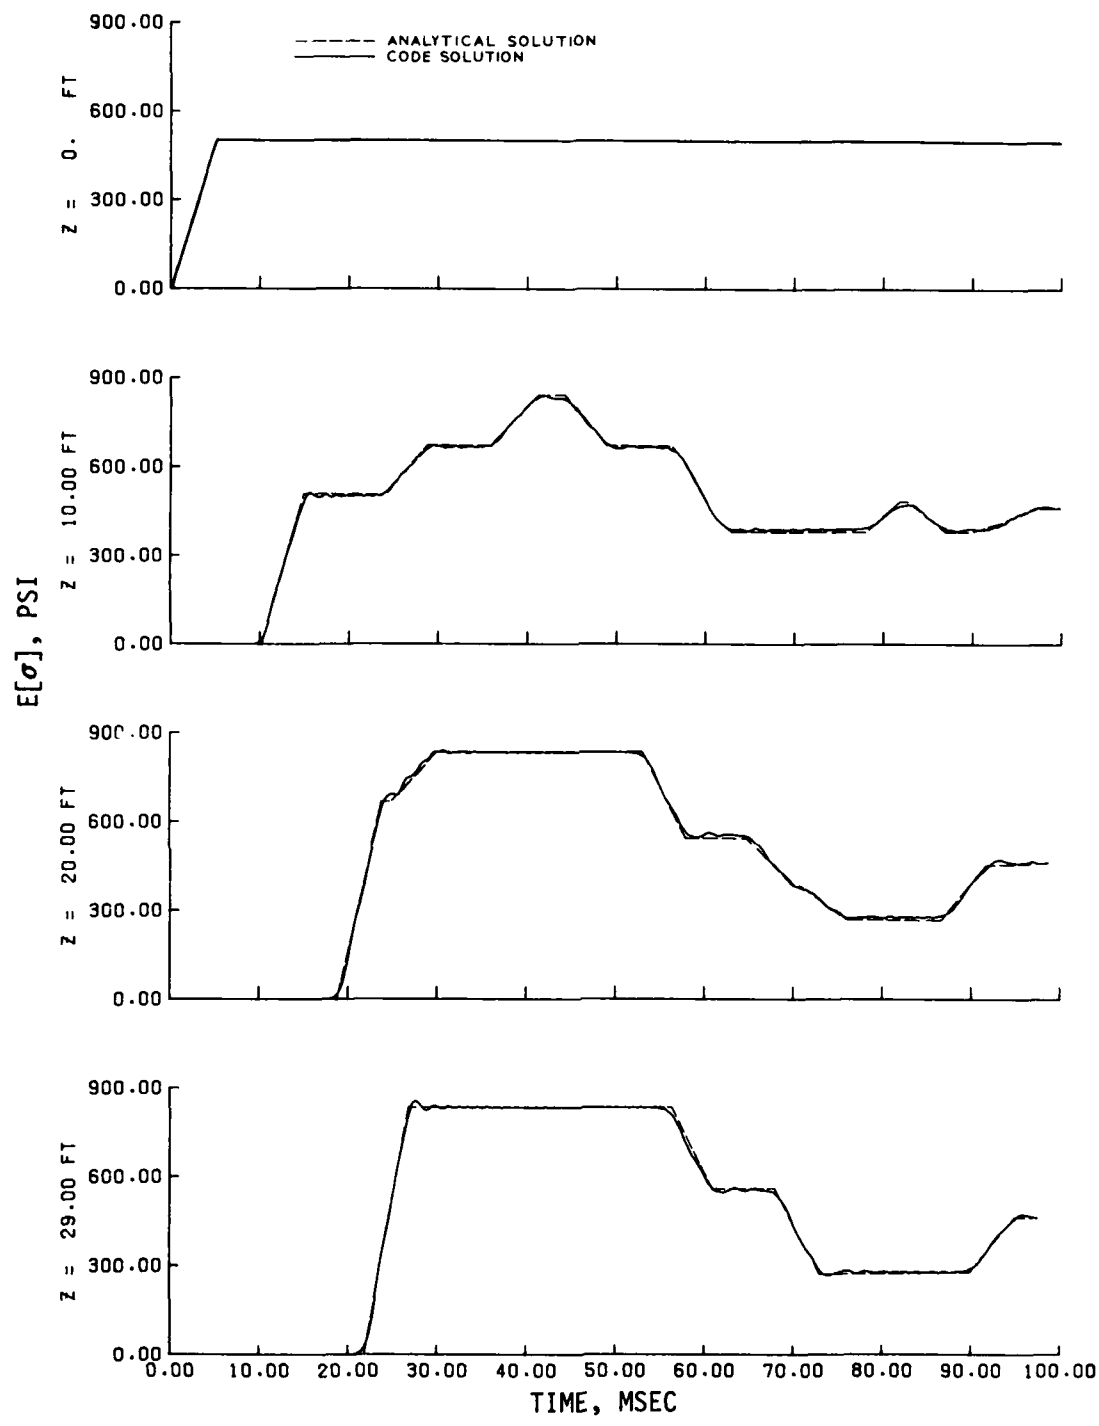 900.00
ANALYTICAL SOLUTION
CODE SOLUTION
600.00
300.00
0.00
Z = 0. FT
900.00
600.00
300.00
0.00
Z = 10.00 FT
E[σ], PSI
900.00
600.00
300.00
0.00
Z = 20.00 FT
900.00
600.00
300.00
0.00
Z = 29.00 FT
0.00 10.00 20.00 30.00 40.00 50.00 60.00 70.00 80.00 90.00 100.00
TIME, MSEC